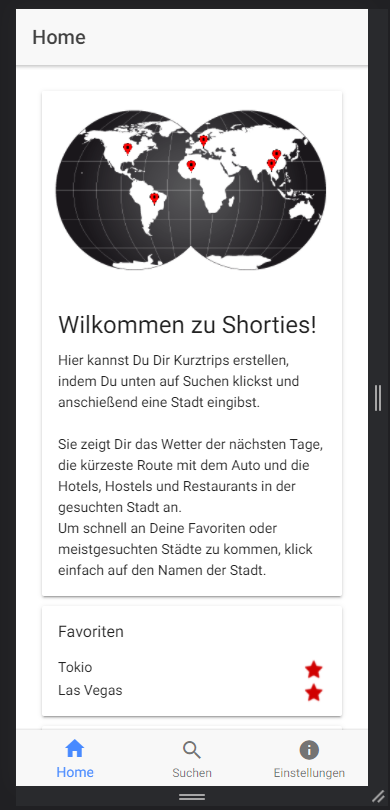 Home
Wilkommen zu Shorties!
Hier kannst Du Dir Kurztrips erstellen,
indem Du unten auf Suchen klickst und
anschießend eine Stadt eingibst.
Sie zeigt Dir das Wetter der nächsten Tage,
die kürzeste Route mit dem Auto und die
Hotels, Hostels und Restaurants in der
gesuchten Stadt an.
Um schnell an Deine Favoriten oder
meistgesuchten Städte zu kommen, klick
einfach auf den Namen der Stadt.
Favoriten
Tokio
Las Vegas
Home
Suchen
Einstellungen